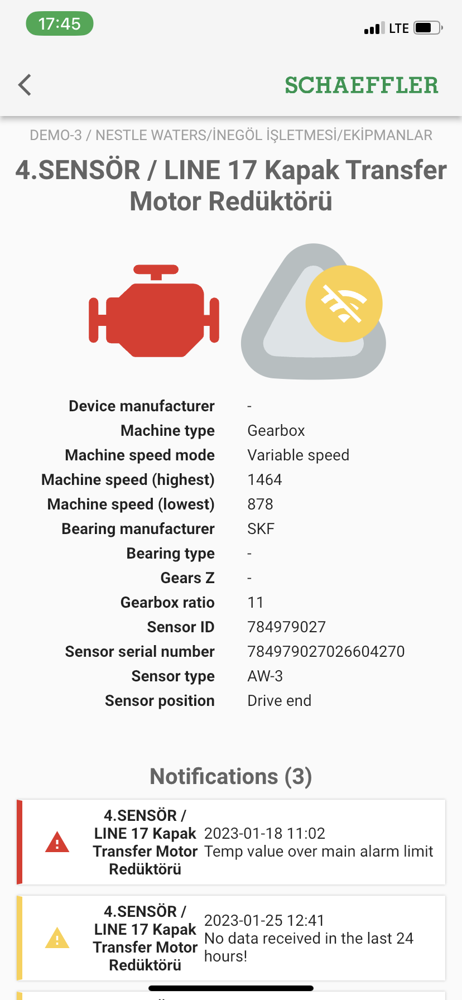 17:45
LTE
SCHAEFFLER
DEMO-3 / NESTLE WATERS/İNEGÖL İŞLETMESİ/EKİPMANLAR
4.SENSÖR / LINE 17 Kapak Transfer
Motor Redüktörü
Device manufacturer -
Machine type Gearbox
Machine speed mode Variable speed
Machine speed (highest) 1464
Machine speed (lowest) 878
Bearing manufacturer SKF
Bearing type -
Gears Z -
Gearbox ratio 11
Sensor ID 784979027
Sensor serial number 784979027026604270
Sensor type AW-3
Sensor position Drive end
Notifications (3)
4.SENSÖR /
LINE 17 Kapak
Transfer Motor
Redüktörü
2023-01-18 11:02
Temp value over main alarm limit
4.SENSÖR /
LINE 17 Kapak
Transfer Motor
Redüktörü
2023-01-25 12:41
No data received in the last 24
hours!